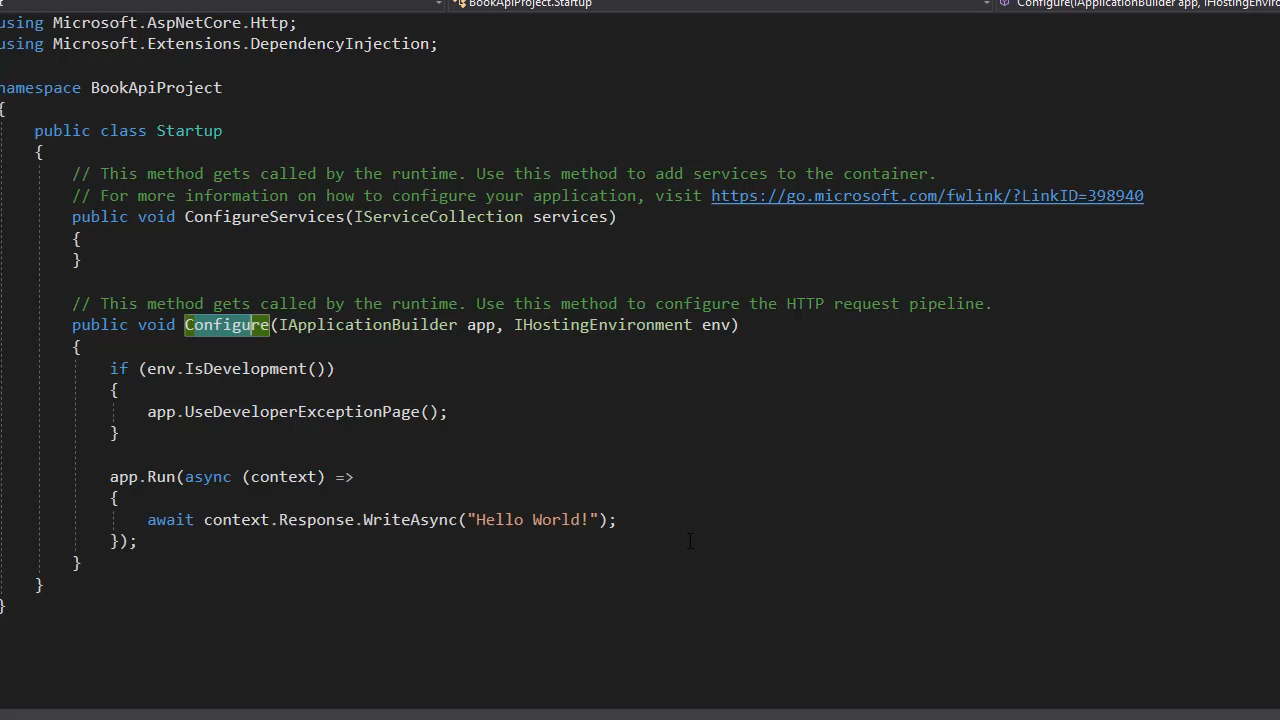 BookApiProject.Startup
Configure(IApplicationBuilder app, IHostingEnviro
using Microsoft.AspNetCore.Http;
using Microsoft.Extensions.DependencyInjection;
namespace BookApiProject
{
public class Startup
{
// This method gets called by the runtime. Use this method to add services to the container.
// For more information on how to configure your application, visit https://go.microsoft.com/fwlink/?LinkID=398940
public void ConfigureServices(IServiceCollection services)
{
}
// This method gets called by the runtime. Use this method to configure the HTTP request pipeline.
public void Configure(IApplicationBuilder app, IHostingEnvironment env)
{
if (env.IsDevelopment())
{
app.UseDeveloperExceptionPage();
}
app.Run(async (context) =>
{
await context.Response.WriteAsync("Hello World!");
});
}
}
}